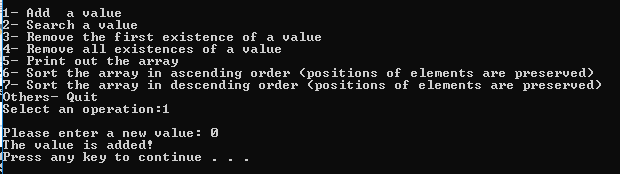 1- Add  a value
2- Search a value
3- Remove the first existence of a value
4- Remove all existences of a value
5- Print out the array
6- Sort the array in ascending order (positions of elements are preserved)
7- Sort the array in descending order (positions of elements are preserved)
Others- Quit
Select an operation:1
Please enter a new value: 0
The value is added!
Press any key to continue . . .